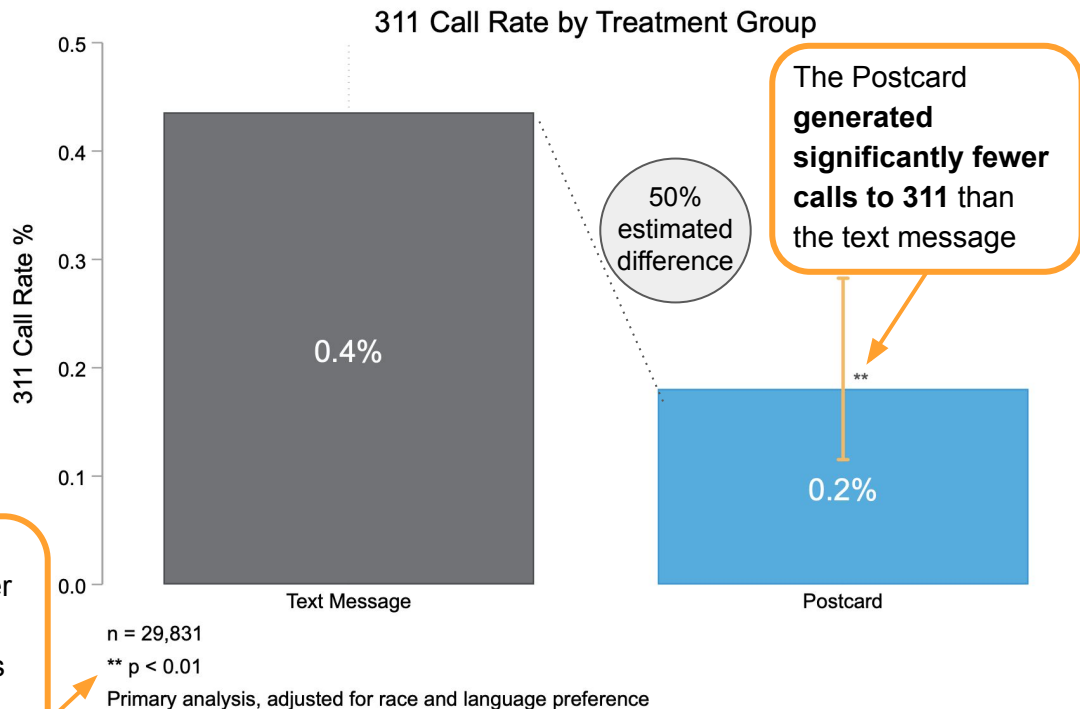 311 Call Rate by Treatment Group
The Postcard
generated
significantly fewer
calls to 311 than
the text message
50%
estimated
difference
311 Call Rate %
0.5
0.4
0.3
0.2
0.1
0.0
0.4%
**
0.2%
Text Message
Postcard
n = 29,831
** p < 0.01
Primary analysis, adjusted for race and language preference